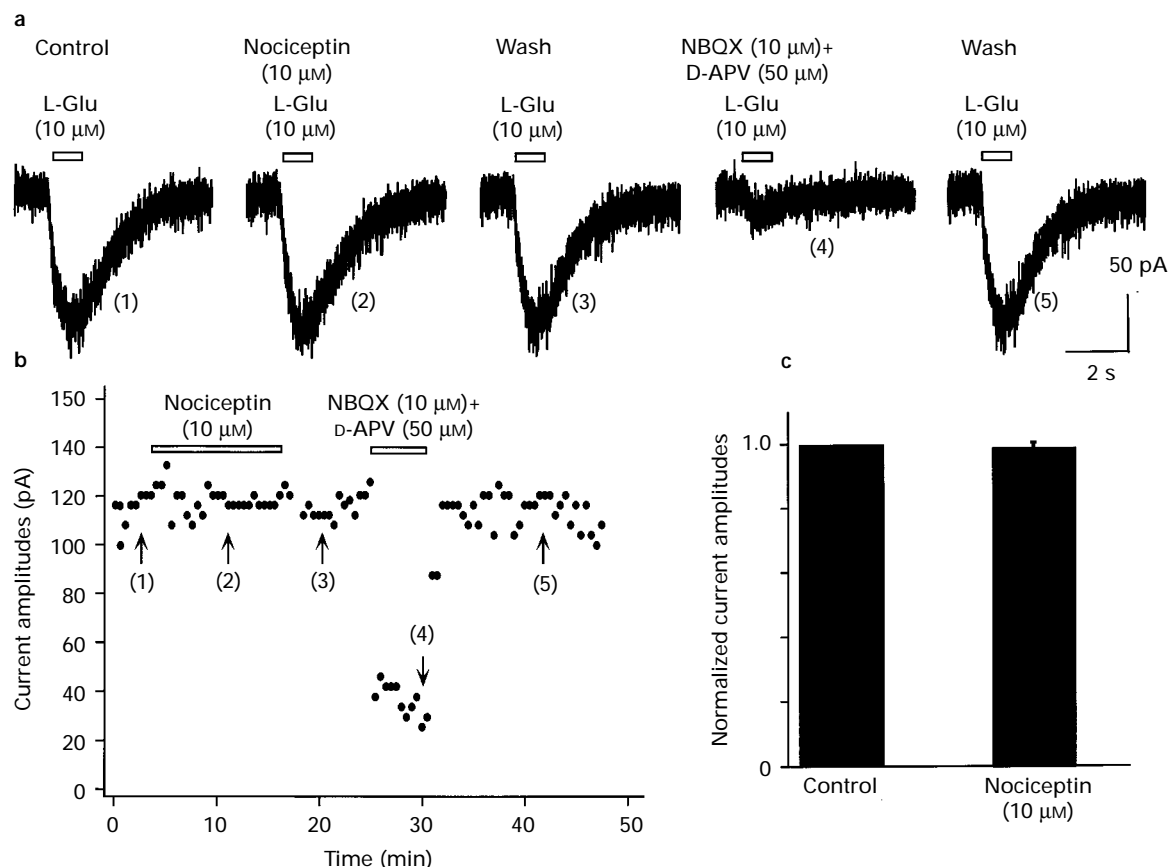 a
Control
Nociceptin
(10 µM)
Wash
NBQX (10 µM)+
D-APV (50 µM)
Wash
L-Glu
(10 µM)
L-Glu
(10 µM)
L-Glu
(10 µM)
L-Glu
(10 µM)
L-Glu
(10 µM)
(1)
(2)
(3)
(4)
(5)
50 pA
2 s
b
Current amplitudes (pA)
150
140
120
100
80
60
40
20
0
Nociceptin
(10 µM)
NBQX (10 µM)+
D-APV (50 µM)
(1)
(2)
(3)
(4)
(5)
0
10
20
30
40
50
Time (min)
c
Normalized current amplitudes
1.0
0
Control
Nociceptin
(10 µM)